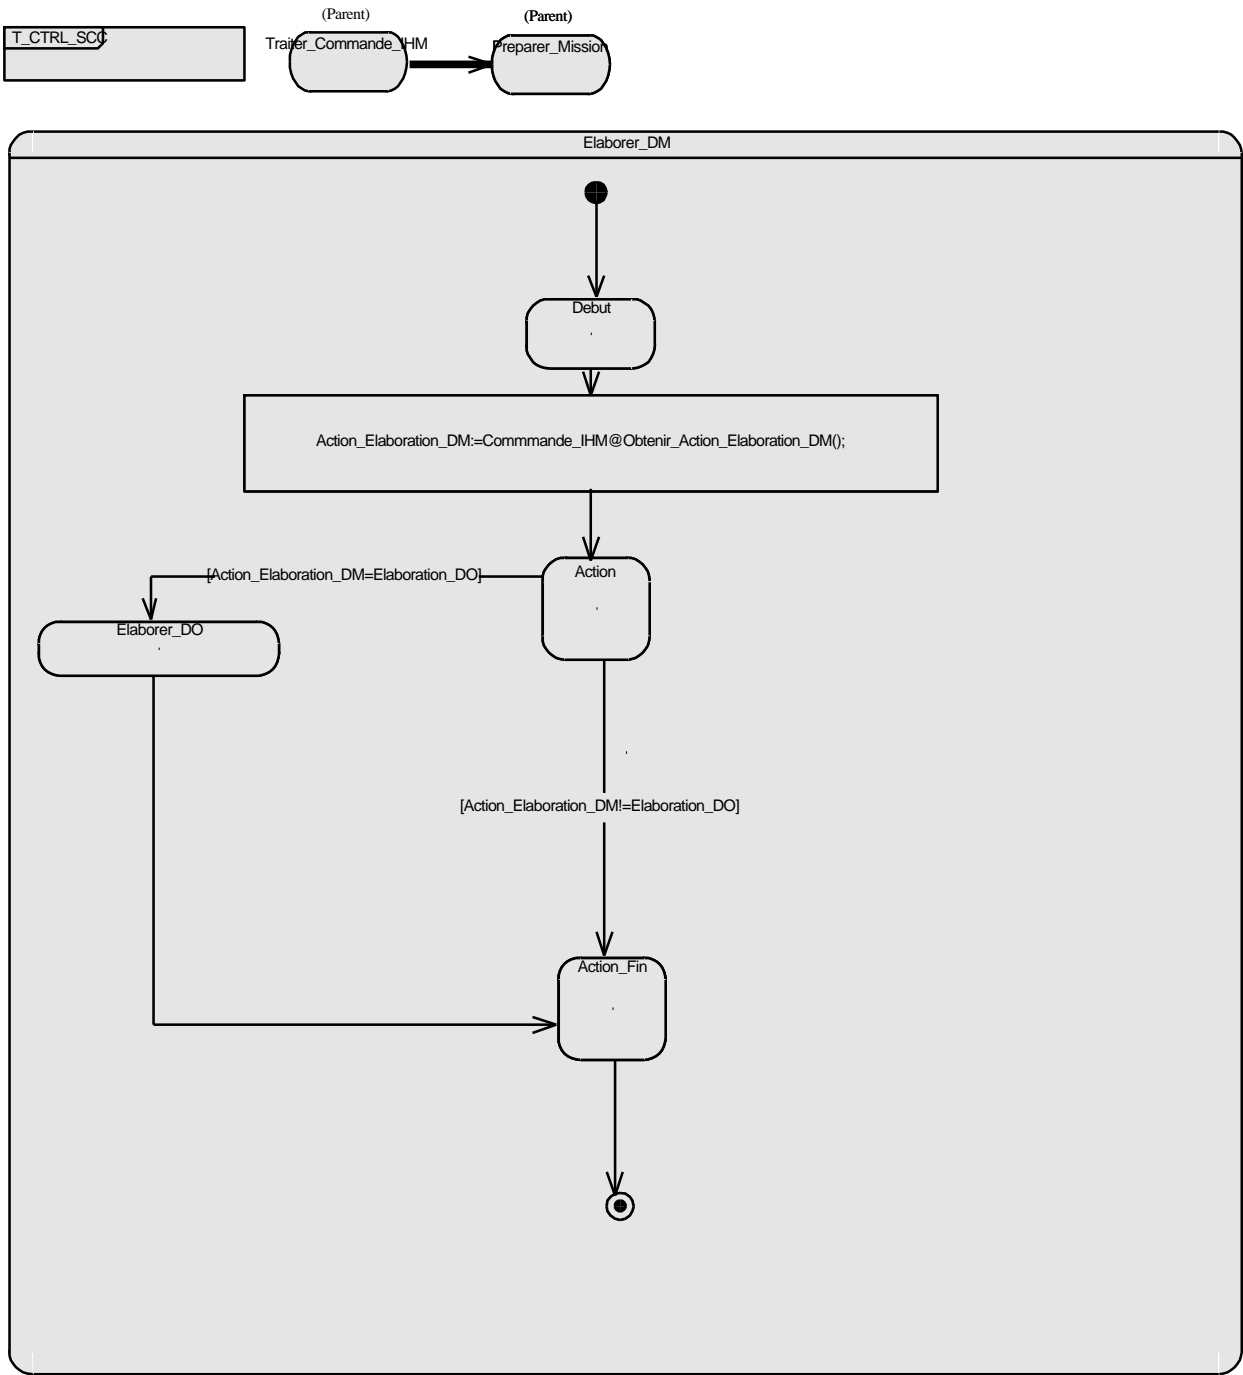 (Parent)
(Parent)
T_CTRL_SCC
Traiter_Commande_IHM
Preparer_Mission
Elaborer_DM
Debut
Action_Elaboration_DM:=Commmande_IHM@Obtenir_Action_Elaboration_DM();
[Action_Elaboration_DM=Elaboration_DO]
Action
Elaborer_DO
[Action_Elaboration_DM!=Elaboration_DO]
Action_Fin